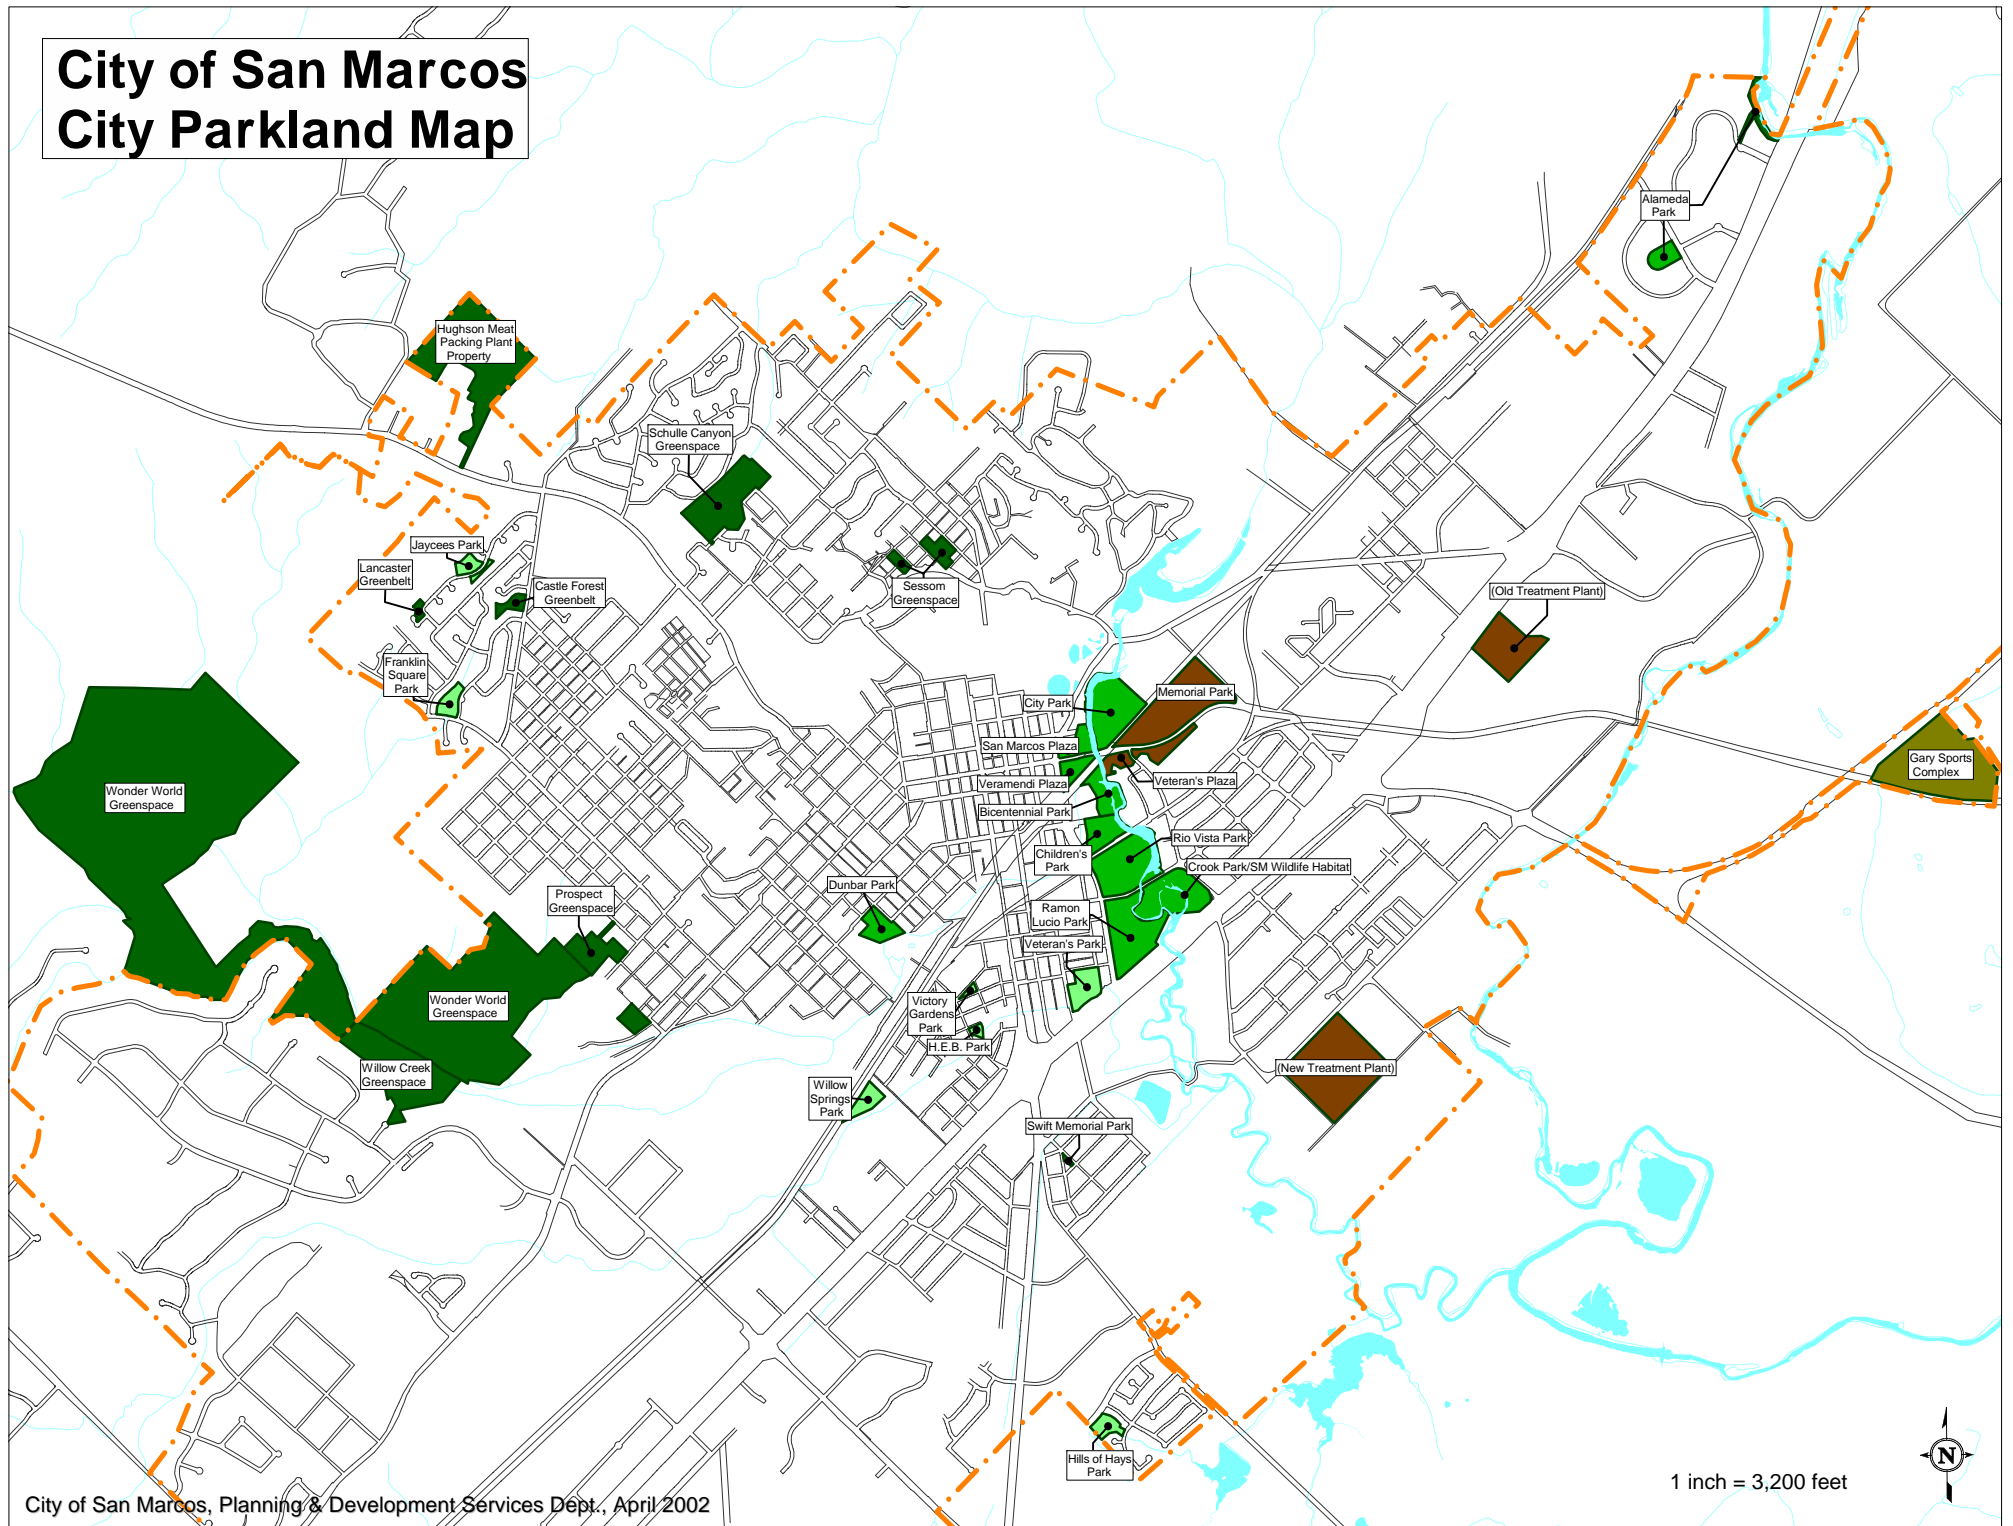 City of San Marcos
City Parkland Map
Alameda
Park
Hughson Meat
Packing Plant
Property
Schulle Canyon
Greenspace
Jaycees Park
Lancaster
Greenbelt
Castle Forest
Greenbelt
Sessom
Greenspace
(Old Treatment Plant)
Franklin
Square
Park
City Park
Memorial Park
San Marcos Plaza
Veramendi Plaza
Veteran's Plaza
Gary Sports
Complex
Wonder World
Greenspace
Bicentennial Park
Rio Vista Park
Children's
Park
Crook Park/SM Wildlife Habitat
Dunbar Park
Prospect
Greenspace
Ramon
Lucio Park
Veteran's Park
Wonder World
Greenspace
Victory
Gardens
Park
H.E.B. Park
Willow Creek
Greenspace
(New Treatment Plant)
Willow
Springs
Park
Swift Memorial Park
Hills of Hays
Park
N
1 inch = 3,200 feet
City of San Marcos, Planning & Development Services Dept., April 2002